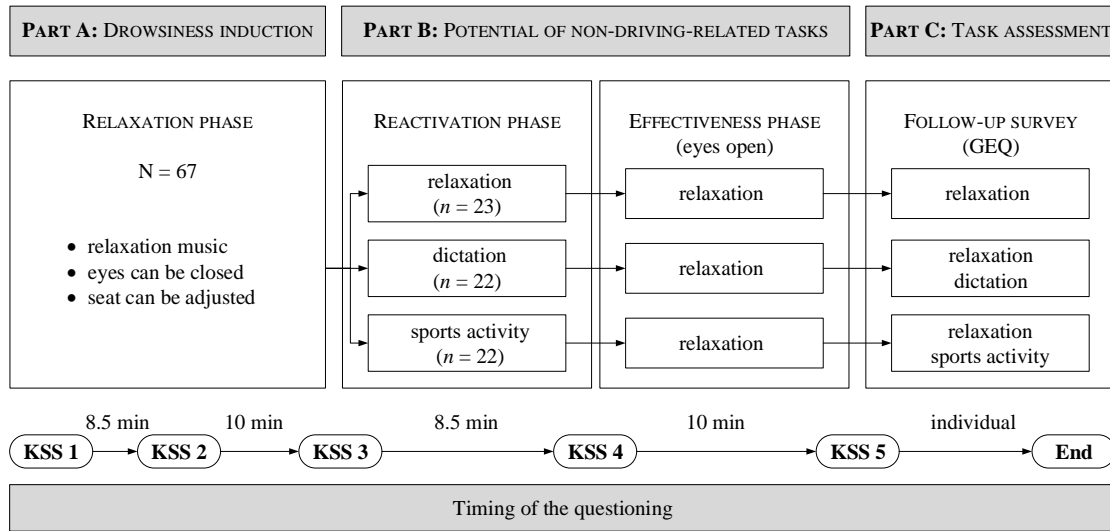 PART A: DROWSINESS INDUCTION
PART B: POTENTIAL OF NON-DRIVING-RELATED TASKS
PART C: TASK ASSESSMENT
RELAXATION PHASE
N = 67
• relaxation music
• eyes can be closed
• seat can be adjusted
REACTIVATION PHASE
relaxation
(n = 23)
dictation
(n = 22)
sports activity
(n = 22)
EFFECTIVENESS PHASE
(eyes open)
relaxation
relaxation
relaxation
FOLLOW-UP SURVEY
(GEQ)
relaxation
relaxation
dictation
relaxation
sports activity
8.5 min
10 min
8.5 min
10 min
individual
KSS 1
KSS 2
KSS 3
KSS 4
KSS 5
End
Timing of the questioning